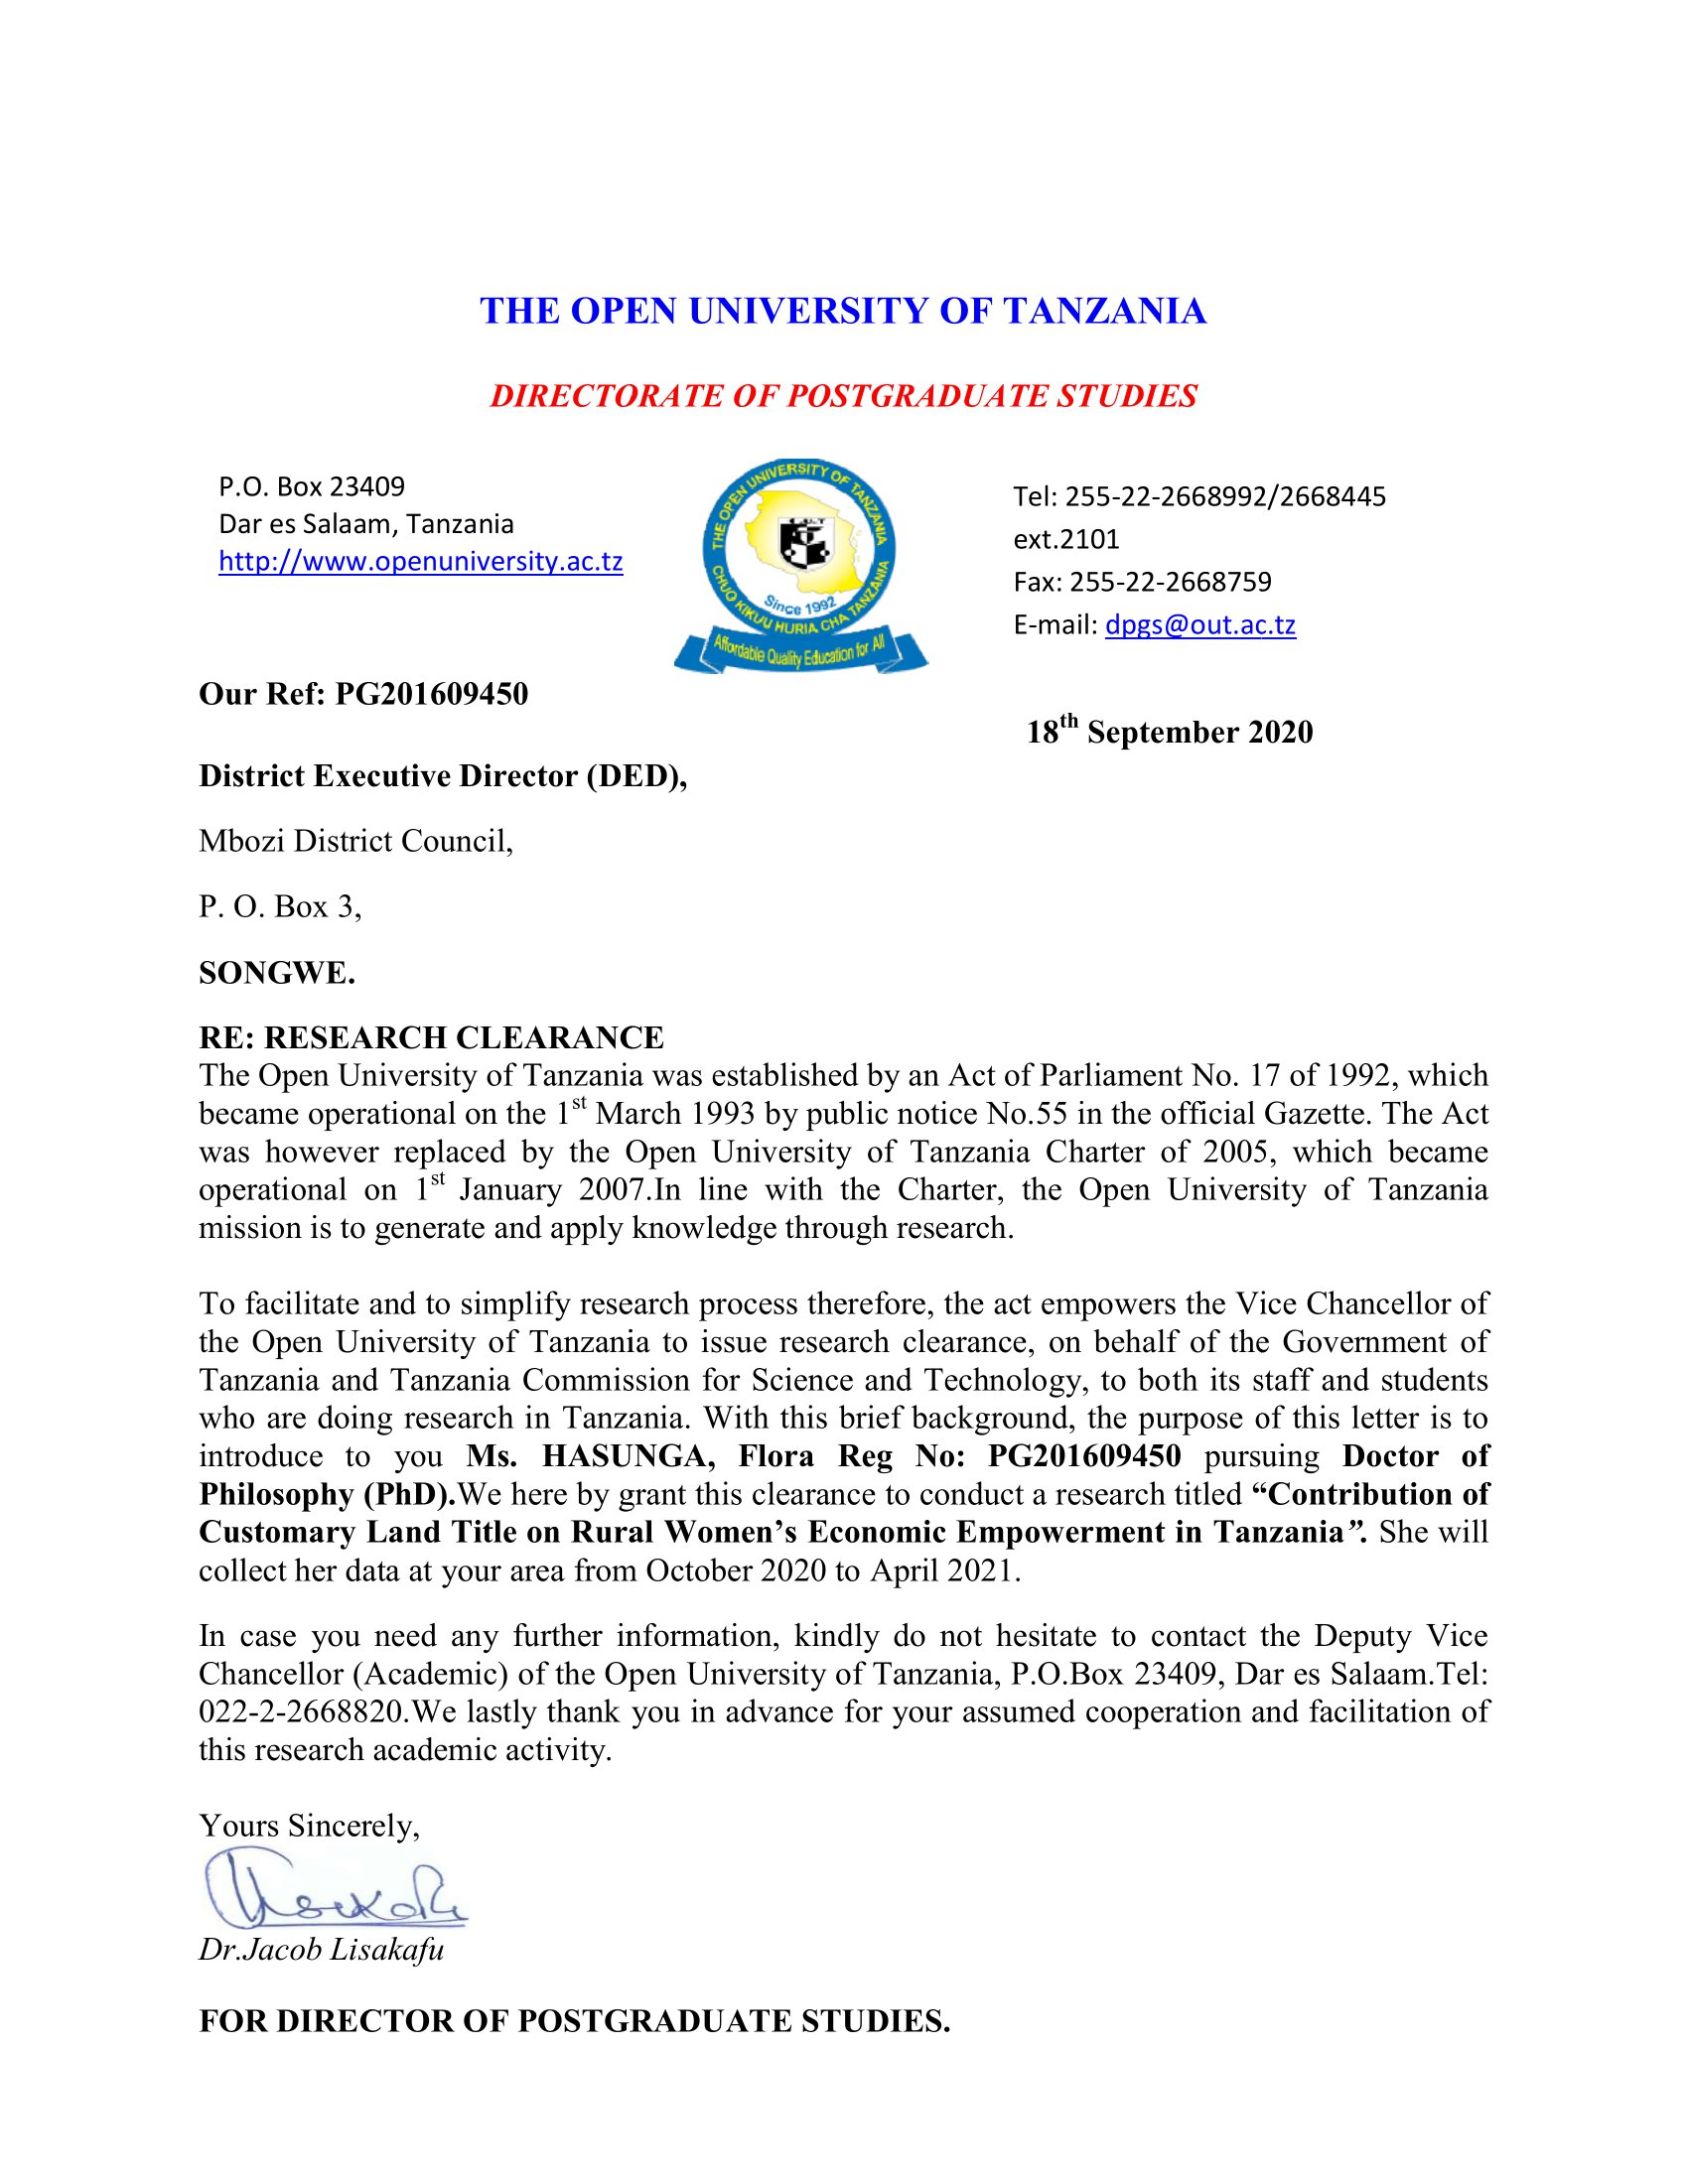 THE OPEN UNIVERSITY OF TANZANIA
DIRECTORATE OF POSTGRADUATE STUDIES
P.O. Box 23409
Dar es Salaam, Tanzania
http://www.openuniversity.ac.tz
THE OPEN UNIVERSITY OF TANZANIA
CHUO KIKUU HURIA CHA TANZANIA
Since 1992
Affordable Quality Education for All
Tel: 255-22-2668992/2668445
ext.2101
Fax: 255-22-2668759
E-mail: dpgs@out.ac.tz
Our Ref: PG201609450
18th September 2020
District Executive Director (DED),
Mbozi District Council,
P. O. Box 3,
SONGWE.
RE: RESEARCH CLEARANCE
The Open University of Tanzania was established by an Act of Parliament No. 17 of 1992, which
became operational on the 1st March 1993 by public notice No.55 in the official Gazette. The Act
was however replaced by the Open University of Tanzania Charter of 2005, which became
operational on 1st January 2007.In line with the Charter, the Open University of Tanzania
mission is to generate and apply knowledge through research.
To facilitate and to simplify research process therefore, the act empowers the Vice Chancellor of
the Open University of Tanzania to issue research clearance, on behalf of the Government of
Tanzania and Tanzania Commission for Science and Technology, to both its staff and students
who are doing research in Tanzania. With this brief background, the purpose of this letter is to
introduce to you Ms. HASUNGA, Flora Reg No: PG201609450 pursuing Doctor of
Philosophy (PhD).We here by grant this clearance to conduct a research titled “Contribution of
Customary Land Title on Rural Women’s Economic Empowerment in Tanzania”. She will
collect her data at your area from October 2020 to April 2021.
In case you need any further information, kindly do not hesitate to contact the Deputy Vice
Chancellor (Academic) of the Open University of Tanzania, P.O.Box 23409, Dar es Salaam.Tel:
022-2-2668820.We lastly thank you in advance for your assumed cooperation and facilitation of
this research academic activity.
Yours Sincerely,
Dr.Jacob Lisakafu
FOR DIRECTOR OF POSTGRADUATE STUDIES.